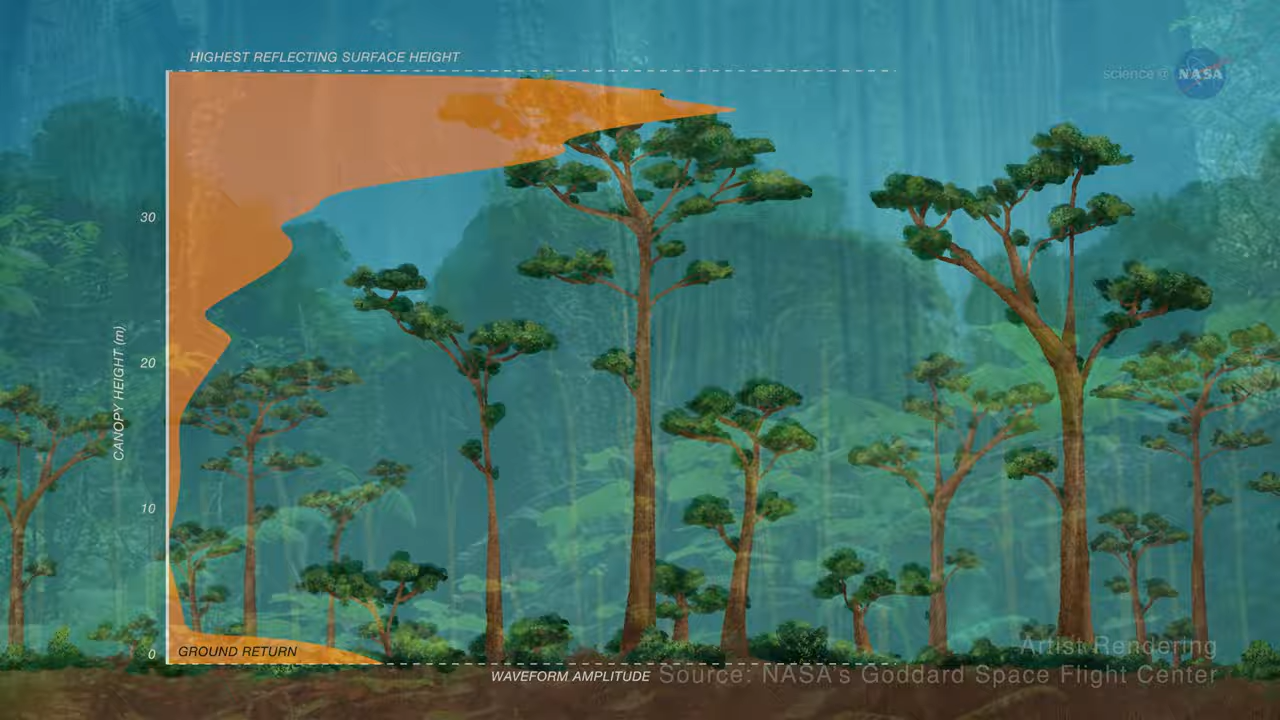 HIGHEST REFLECTING SURFACE HEIGHT
science @ NASA
30
20
CANOPY HEIGHT (m)
10
0
GROUND RETURN
Artist Rendering
WAVEFORM AMPLITUDE
Source: NASA's Goddard Space Flight Center